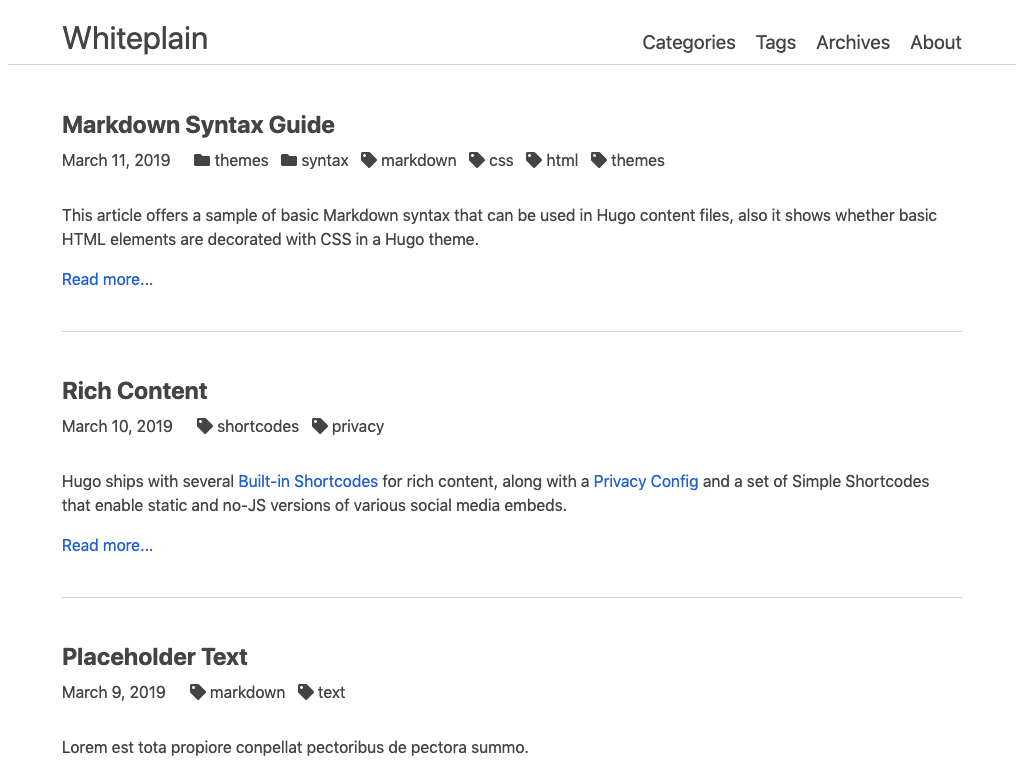 Whiteplain
Categories Tags Archives About
Markdown Syntax Guide
March 11, 2019 themes syntax markdown css html themes
This article offers a sample of basic Markdown syntax that can be used in Hugo content files, also it shows whether basic
HTML elements are decorated with CSS in a Hugo theme.
Read more...
Rich Content
March 10, 2019 shortcodes privacy
Hugo ships with several Built-in Shortcodes for rich content, along with a Privacy Config and a set of Simple Shortcodes
that enable static and no-JS versions of various social media embeds.
Read more...
Placeholder Text
March 9, 2019 markdown text
Lorem est tota propiore conpellat pectoribus de pectora summo.